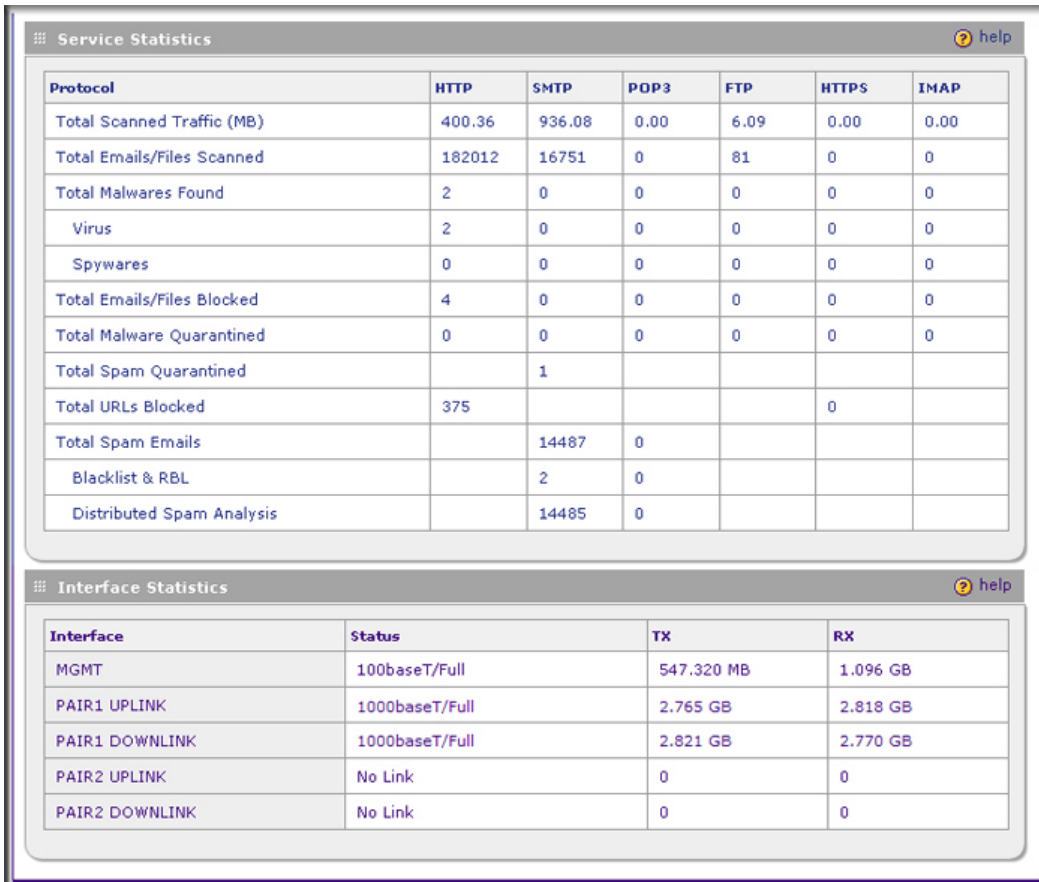 Service Statistics help
Protocol HTTP SMTP POP3 FTP HTTPS IMAP
Total Scanned Traffic (MB) 400.36 936.08 0.00 6.09 0.00 0.00
Total Emails/Files Scanned 182012 16751 0 81 0 0
Total Malwares Found 2 0 0 0 0 0
Virus 2 0 0 0 0 0
Spywares 0 0 0 0 0 0
Total Emails/Files Blocked 4 0 0 0 0 0
Total Malware Quarantined 0 0 0 0 0 0
Total Spam Quarantined 1
Total URLs Blocked 375 0
Total Spam Emails 14487 0
Blacklist & RBL 2 0
Distributed Spam Analysis 14485 0
Interface Statistics help
Interface Status TX RX
MGMT 100baseT/Full 547.320 MB 1.096 GB
PAIR1 UPLINK 1000baseT/Full 2.765 GB 2.818 GB
PAIR1 DOWNLINK 1000baseT/Full 2.821 GB 2.770 GB
PAIR2 UPLINK No Link 0 0
PAIR2 DOWNLINK No Link 0 0